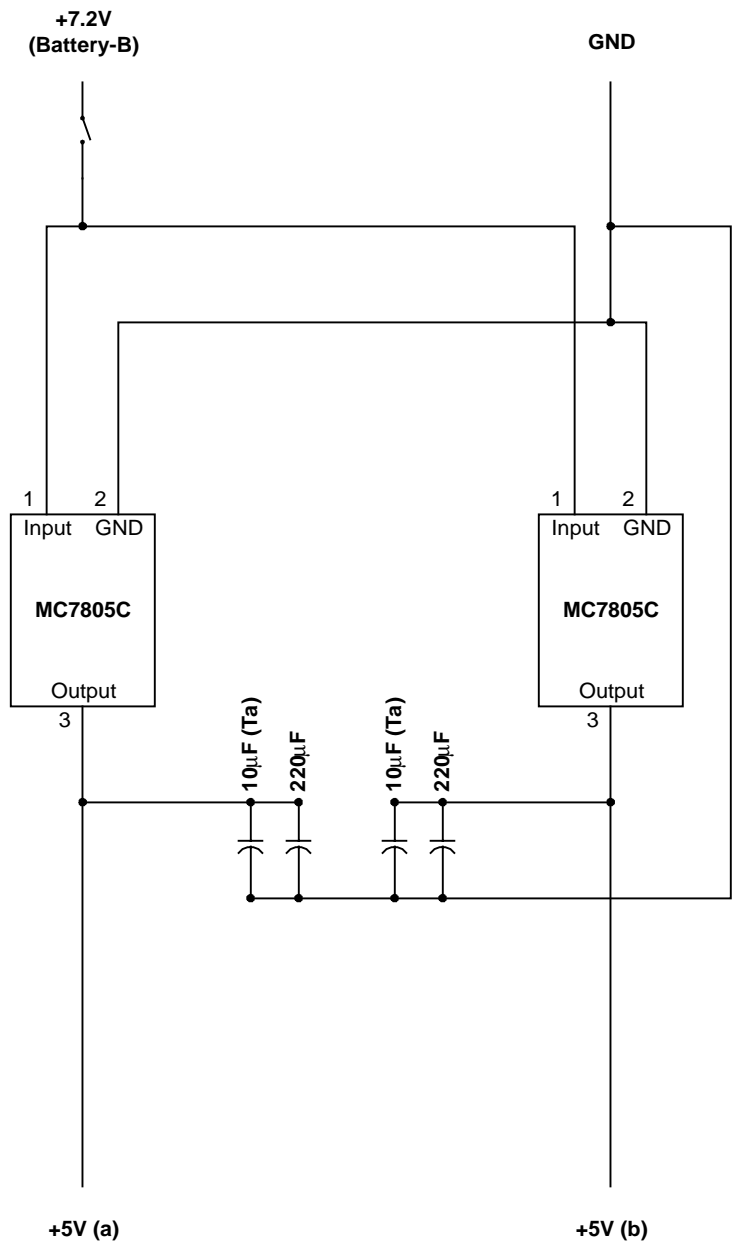 +7.2V
(Battery-B)
GND
1 2
Input GND
MC7805C
Output
3
1 2
Input GND
MC7805C
Output
3
10μF (Ta)
220μF
10μF (Ta)
220μF
+5V (a)
+5V (b)